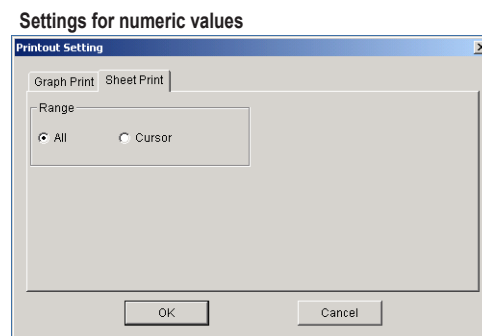 Settings for numeric values
Printout Setting
Graph Print Sheet Print
Range
All Cursor
OK Cancel